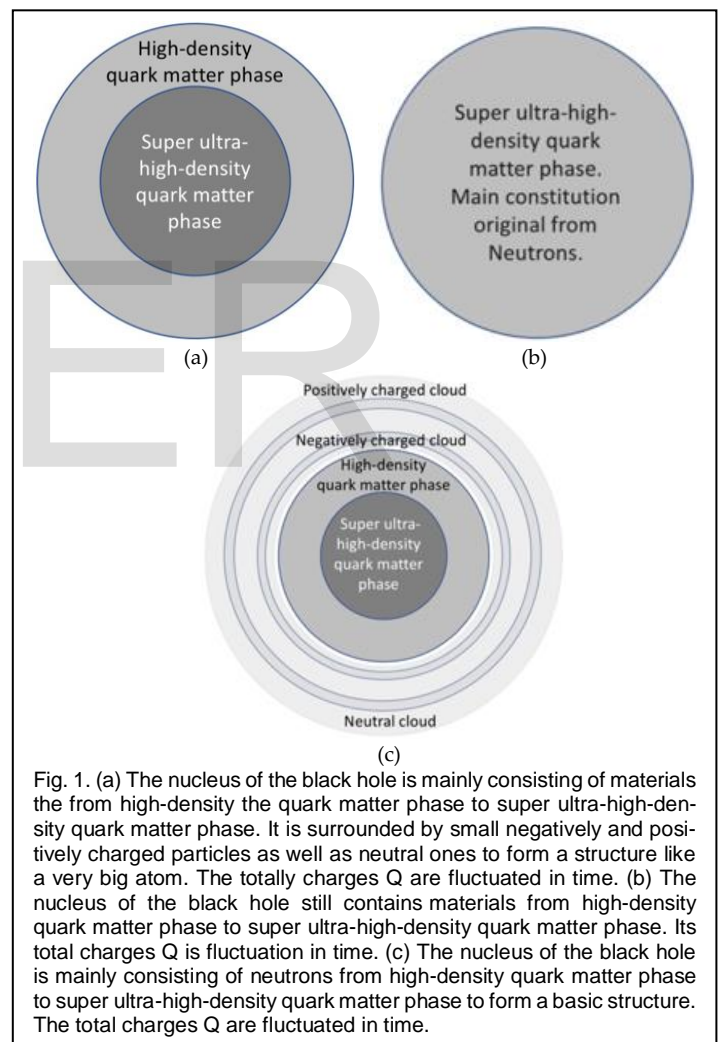 High-density
quark matter phase
Super ultra-
high-density
quark matter
phase
(a)
Super ultra-high-
density quark
matter phase.
Main constitution
original from
Neutrons.
(b)
Positively charged cloud
Negatively charged cloud
High-density
quark matter phase
Super ultra-
high-density
quark matter
phase
Neutral cloud
(c)
ER
Fig. 1. (a) The nucleus of the black hole is mainly consisting of materials
the from high-density the quark matter phase to super ultra-high-den-
sity quark matter phase. It is surrounded by small negatively and posi-
tively charged particles as well as neutral ones to form a structure like
a very big atom. The totally charges Q are fluctuated in time. (b) The
nucleus of the black hole still contains materials from high-density
quark matter phase to super ultra-high-density quark matter phase. Its
total charges Q is fluctuation in time. (c) The nucleus of the black hole
is mainly consisting of neutrons from high-density quark matter phase
to super ultra-high-density quark matter phase to form a basic structure.
The total charges Q are fluctuated in time.